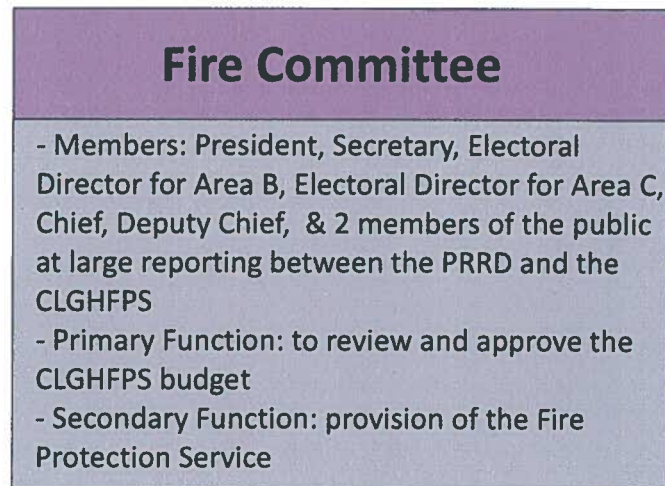 Fire Committee
- Members: President, Secretary, Electoral
Director for Area B, Electoral Director for Area C,
Chief, Deputy Chief, & 2 members of the public
at large reporting between the PRRD and the
CLGHFPS
- Primary Function: to review and approve the
CLGHFPS budget
- Secondary Function: provision of the Fire
Protection Service